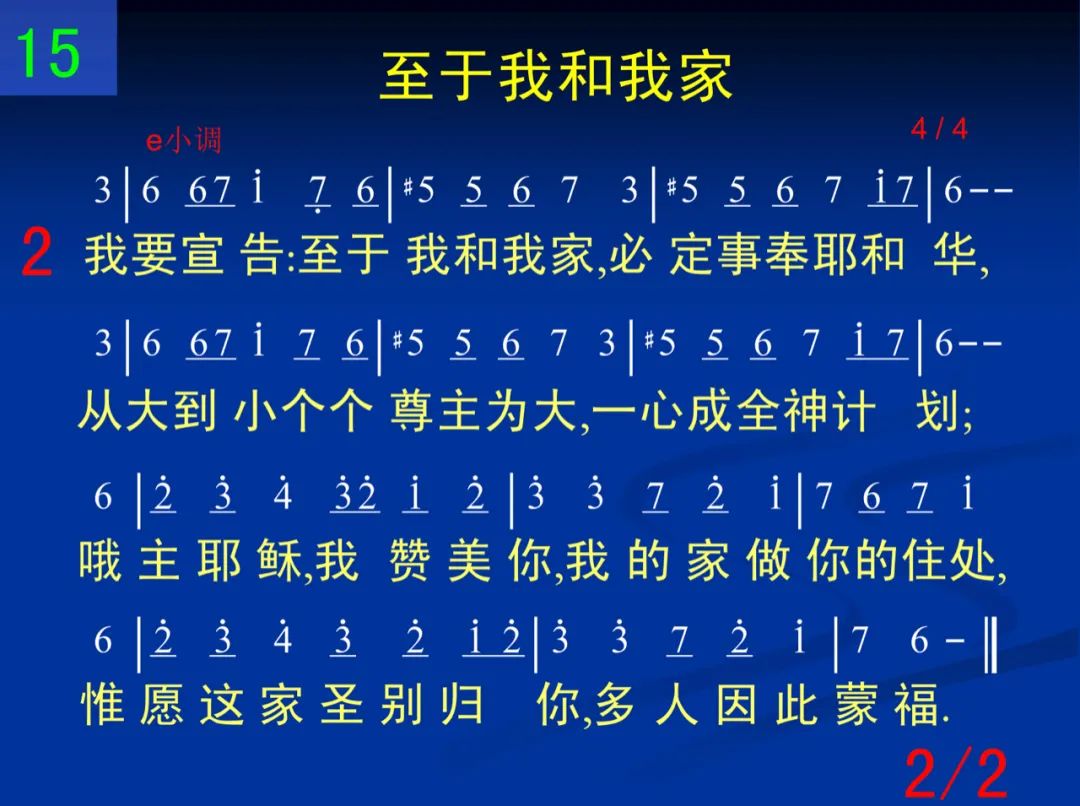 15
至于我和我家
e小调
4 / 4
3|6 67 i̇ 7̣ 6|#5 5 6 7 3|#5 5 6 7 i̇7|6--
2
我要宣告:至于我和我家,必定事奉耶和华,
3|6 67 i̇ 7 6|#5 5 6 7 3|#5 5 6 7 i̇7|6--
从大到小个个尊主为大,一心成全神计划;
6|2̇ 3̇ 4̇ 3̇2̇ i̇ 2̇|3̇ 3̇ 7 2̇ i̇|7 6 7 i̇
哦主耶稣,我赞美你,我的家做你的住处,
6|2̇ 3̇ 4̇ 3̇ 2̇ i̇2̇|3̇ 3̇ 7 2̇ i̇|7 6-‖
惟愿这家圣别归你,多人因此蒙福.
2/2